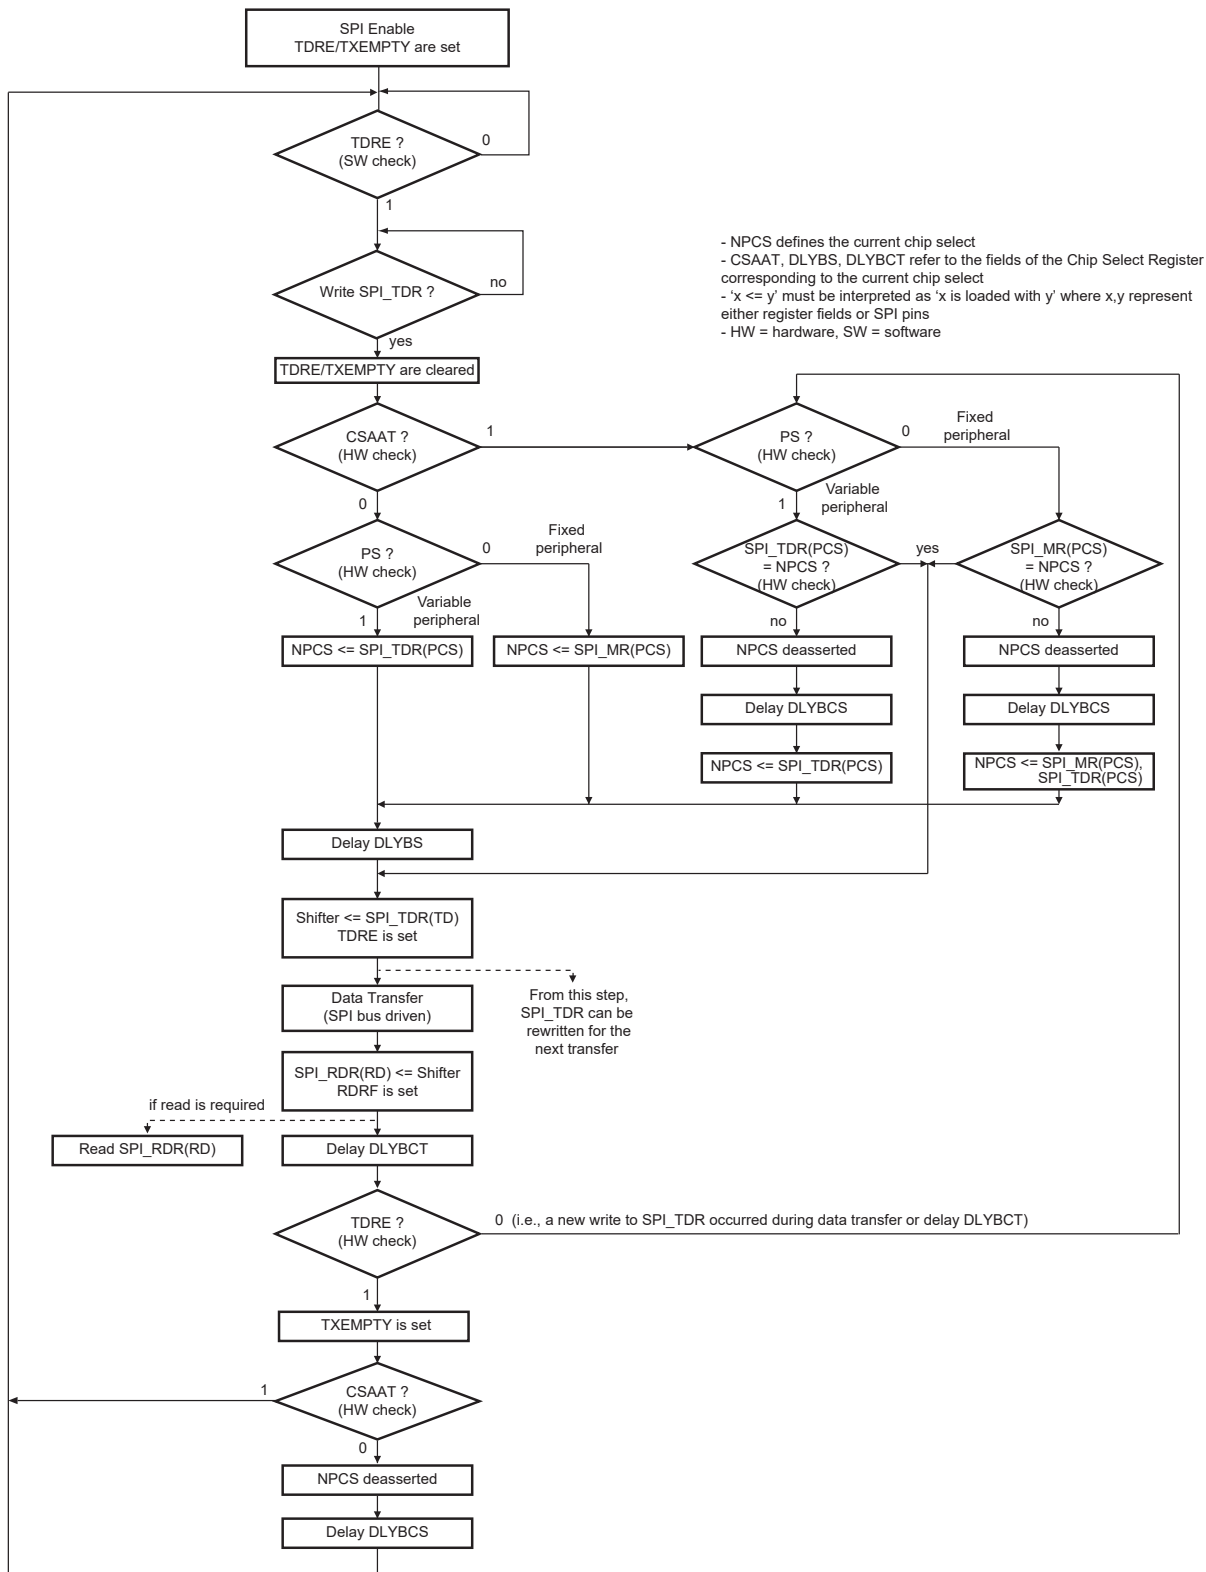 SPI Enable
TDRE/TXEMPTY are set
TDRE ?
(SW check)
0
1
Write SPI_TDR ?
no
yes
- NPCS defines the current chip select
- CSAAT, DLYBS, DLYBCT refer to the fields of the Chip Select Register
corresponding to the current chip select
- ‘x <= y’ must be interpreted as ‘x is loaded with y’ where x,y represent
either register fields or SPI pins
- HW = hardware, SW = software
TDRE/TXEMPTY are cleared
CSAAT ?
(HW check)
1
0
PS ?
(HW check)
0
Fixed
peripheral
1
Variable
peripheral
PS ?
(HW check)
0
Fixed
peripheral
1
Variable
peripheral
SPI_TDR(PCS)
= NPCS ?
(HW check)
yes
no
SPI_MR(PCS)
= NPCS ?
(HW check)
no
NPCS <= SPI_TDR(PCS)
NPCS <= SPI_MR(PCS)
NPCS deasserted
NPCS deasserted
Delay DLYBCS
Delay DLYBCS
NPCS <= SPI_TDR(PCS)
NPCS <= SPI_MR(PCS),
SPI_TDR(PCS)
Delay DLYBS
Shifter <= SPI_TDR(TD)
TDRE is set
Data Transfer
(SPI bus driven)
From this step,
SPI_TDR can be
rewritten for the
next transfer
SPI_RDR(RD) <= Shifter
RDRF is set
if read is required
Read SPI_RDR(RD)
Delay DLYBCT
TDRE ?
(HW check)
0 (i.e., a new write to SPI_TDR occurred during data transfer or delay DLYBCT)
1
TXEMPTY is set
CSAAT ?
(HW check)
1
0
NPCS deasserted
Delay DLYBCS